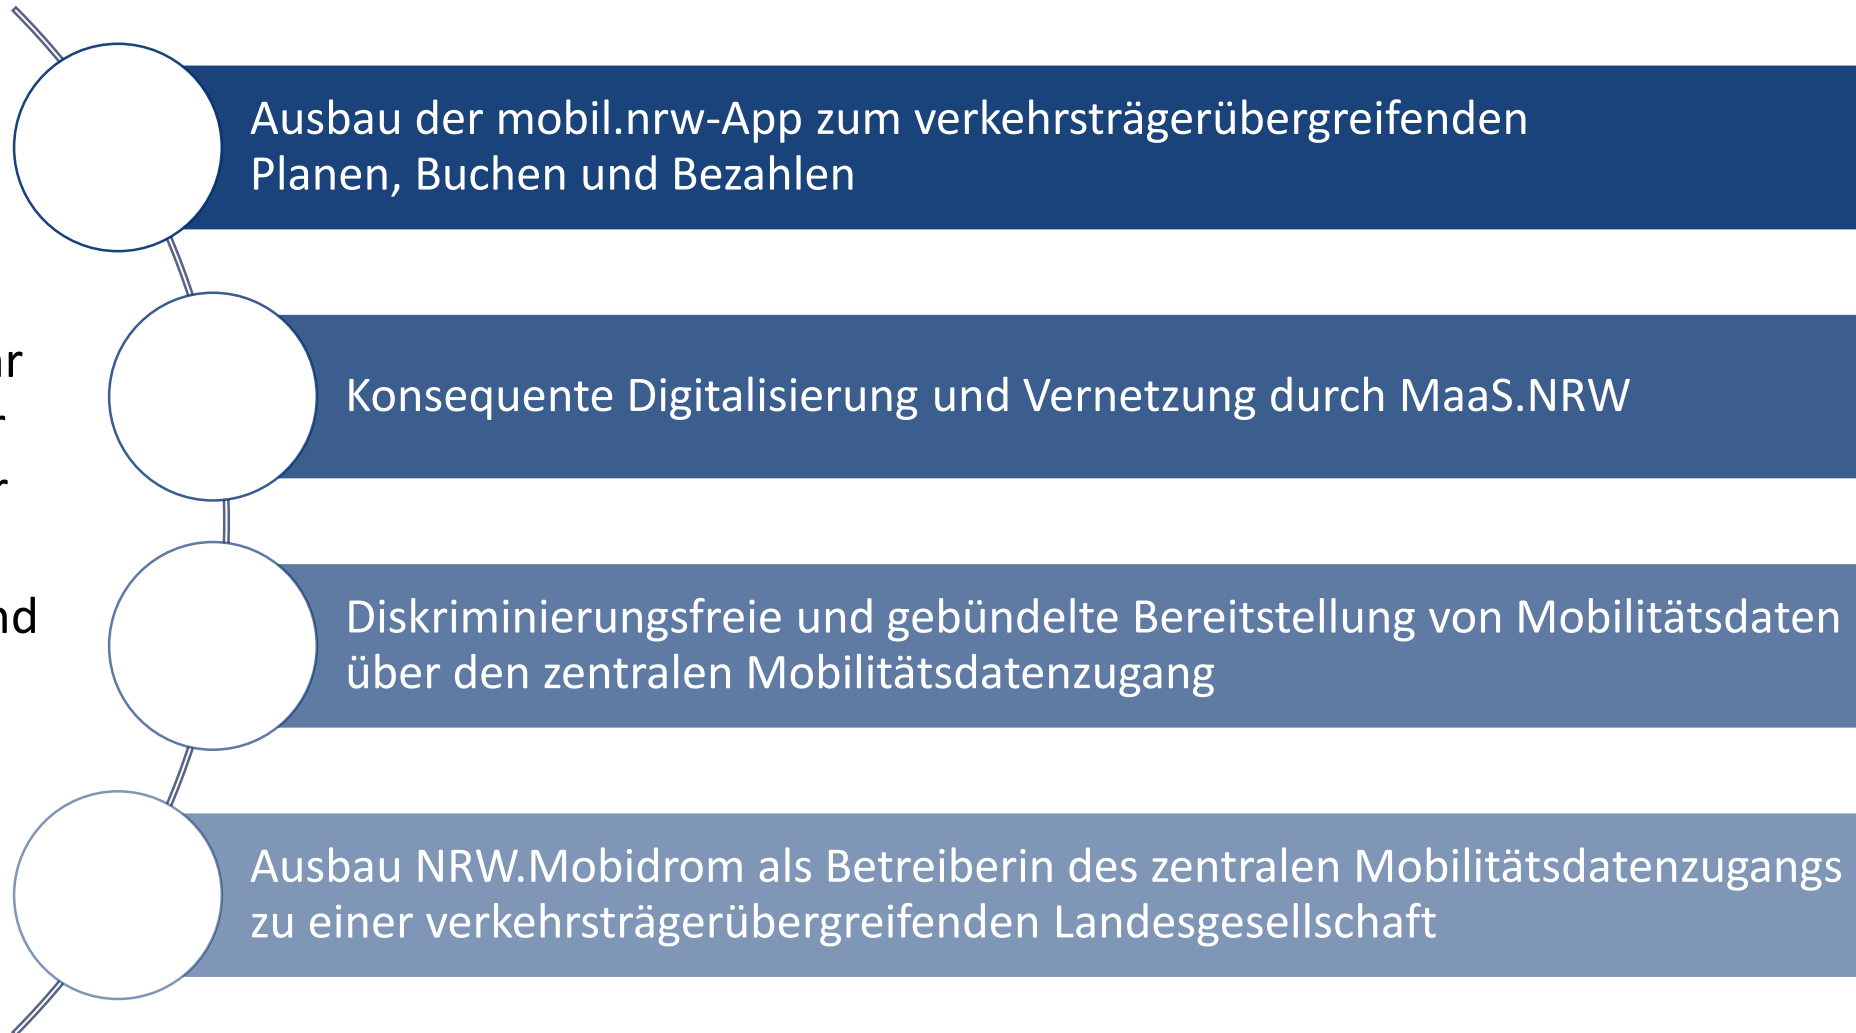 Ausbau der mobil.nrw-App zum verkehrsträgerübergreifenden
Planen, Buchen und Bezahlen
Konsequente Digitalisierung und Vernetzung durch MaaS.NRW
Diskriminierungsfreie und gebündelte Bereitstellung von Mobilitätsdaten
über den zentralen Mobilitätsdatenzugang
Ausbau NRW.Mobidrom als Betreiberin des zentralen Mobilitätsdatenzugangs
zu einer verkehrsträgerübergreifenden Landesgesellschaft